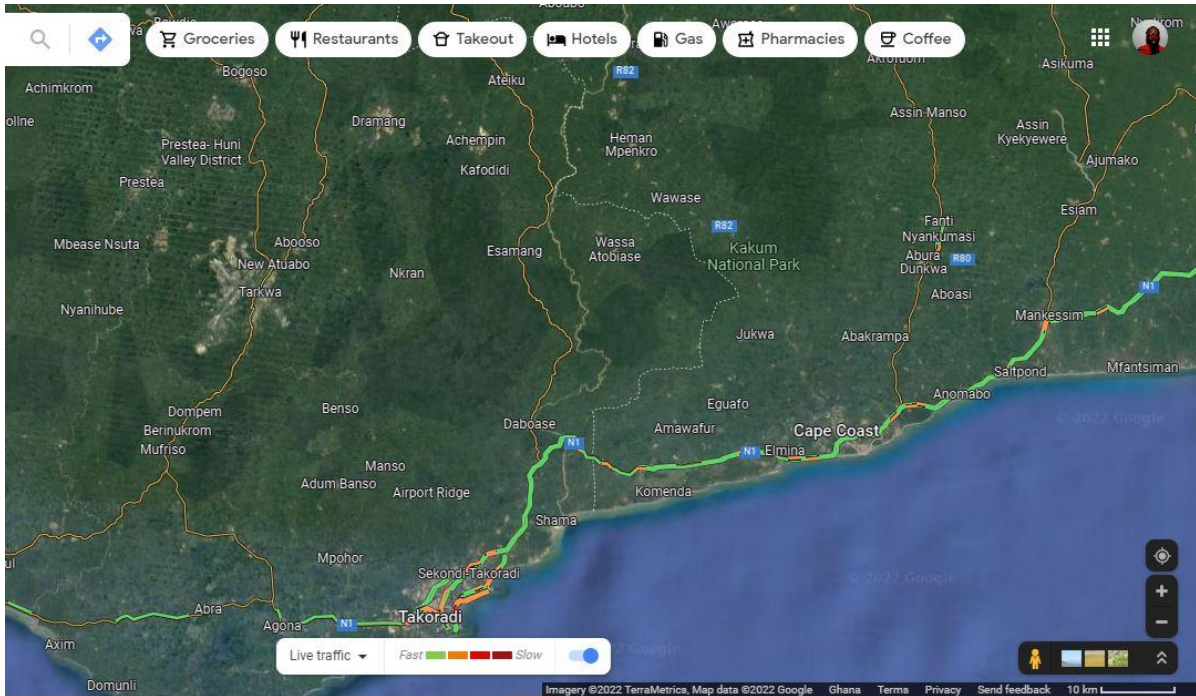 Groceries
Restaurants
Takeout
Hotels
Gas
Pharmacies
Coffee
R82
Asikuma
Bogoso
Ateiku
Achimkrom
Assin Manso
Dramang
Assin
Kyekyewere
Prestea- Huni
Valley District
Achempin
Heman
Mpenkro
Ajumako
Kafodidi
Prestea
Wawase
Esiam
R82
Fanti
Nyankumasi
Mbease Nsuta
Abooso
Esamang
Wassa
Atobiase
Kakum
National Park
Abura
Dunkwa
R80
New Atuabo
Nkran
Tarkwa
N1
Aboasi
Nyanihube
Mankessim
Jukwa
Abakrampa
Saltpond
Mfantsiman
Anomabo
Dompem
Benso
Eguafo
© 2022 Google
Berinukrom
Daboase
Amawafur
Cape Coast
Mufriso
N1
N1
Elmina
Manso
Adum Banso
Airport Ridge
Komenda
Shama
Mpohor
Sekondi-Takoradi
© 2022 Google
Abra
Takoradi
Agona
N1
Axim
Live traffic
Fast
Slow
Domunli
Imagery ©2022 TerraMetrics, Map data ©2022 Google
Ghana
Terms
Privacy
Send feedback
10 km